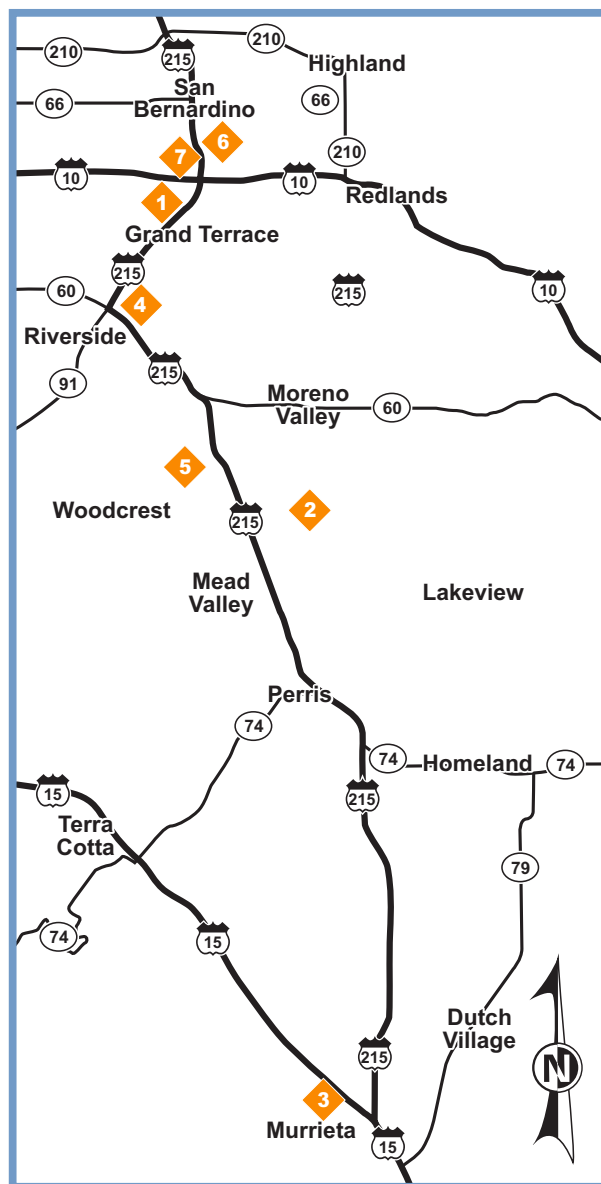 210
215
210
Highland
San
Bernardino
66
66
6
7
210
10
10
Redlands
1
Grand Terrace
215
10
60
215
4
Riverside
215
91
Moreno
Valley
60
5
Woodcrest
215
2
Mead
Valley
Lakeview
Perris
74
74
Homeland
74
15
215
Terra
Cotta
79
74
15
Dutch
Village
215
N
3
Murrieta
15